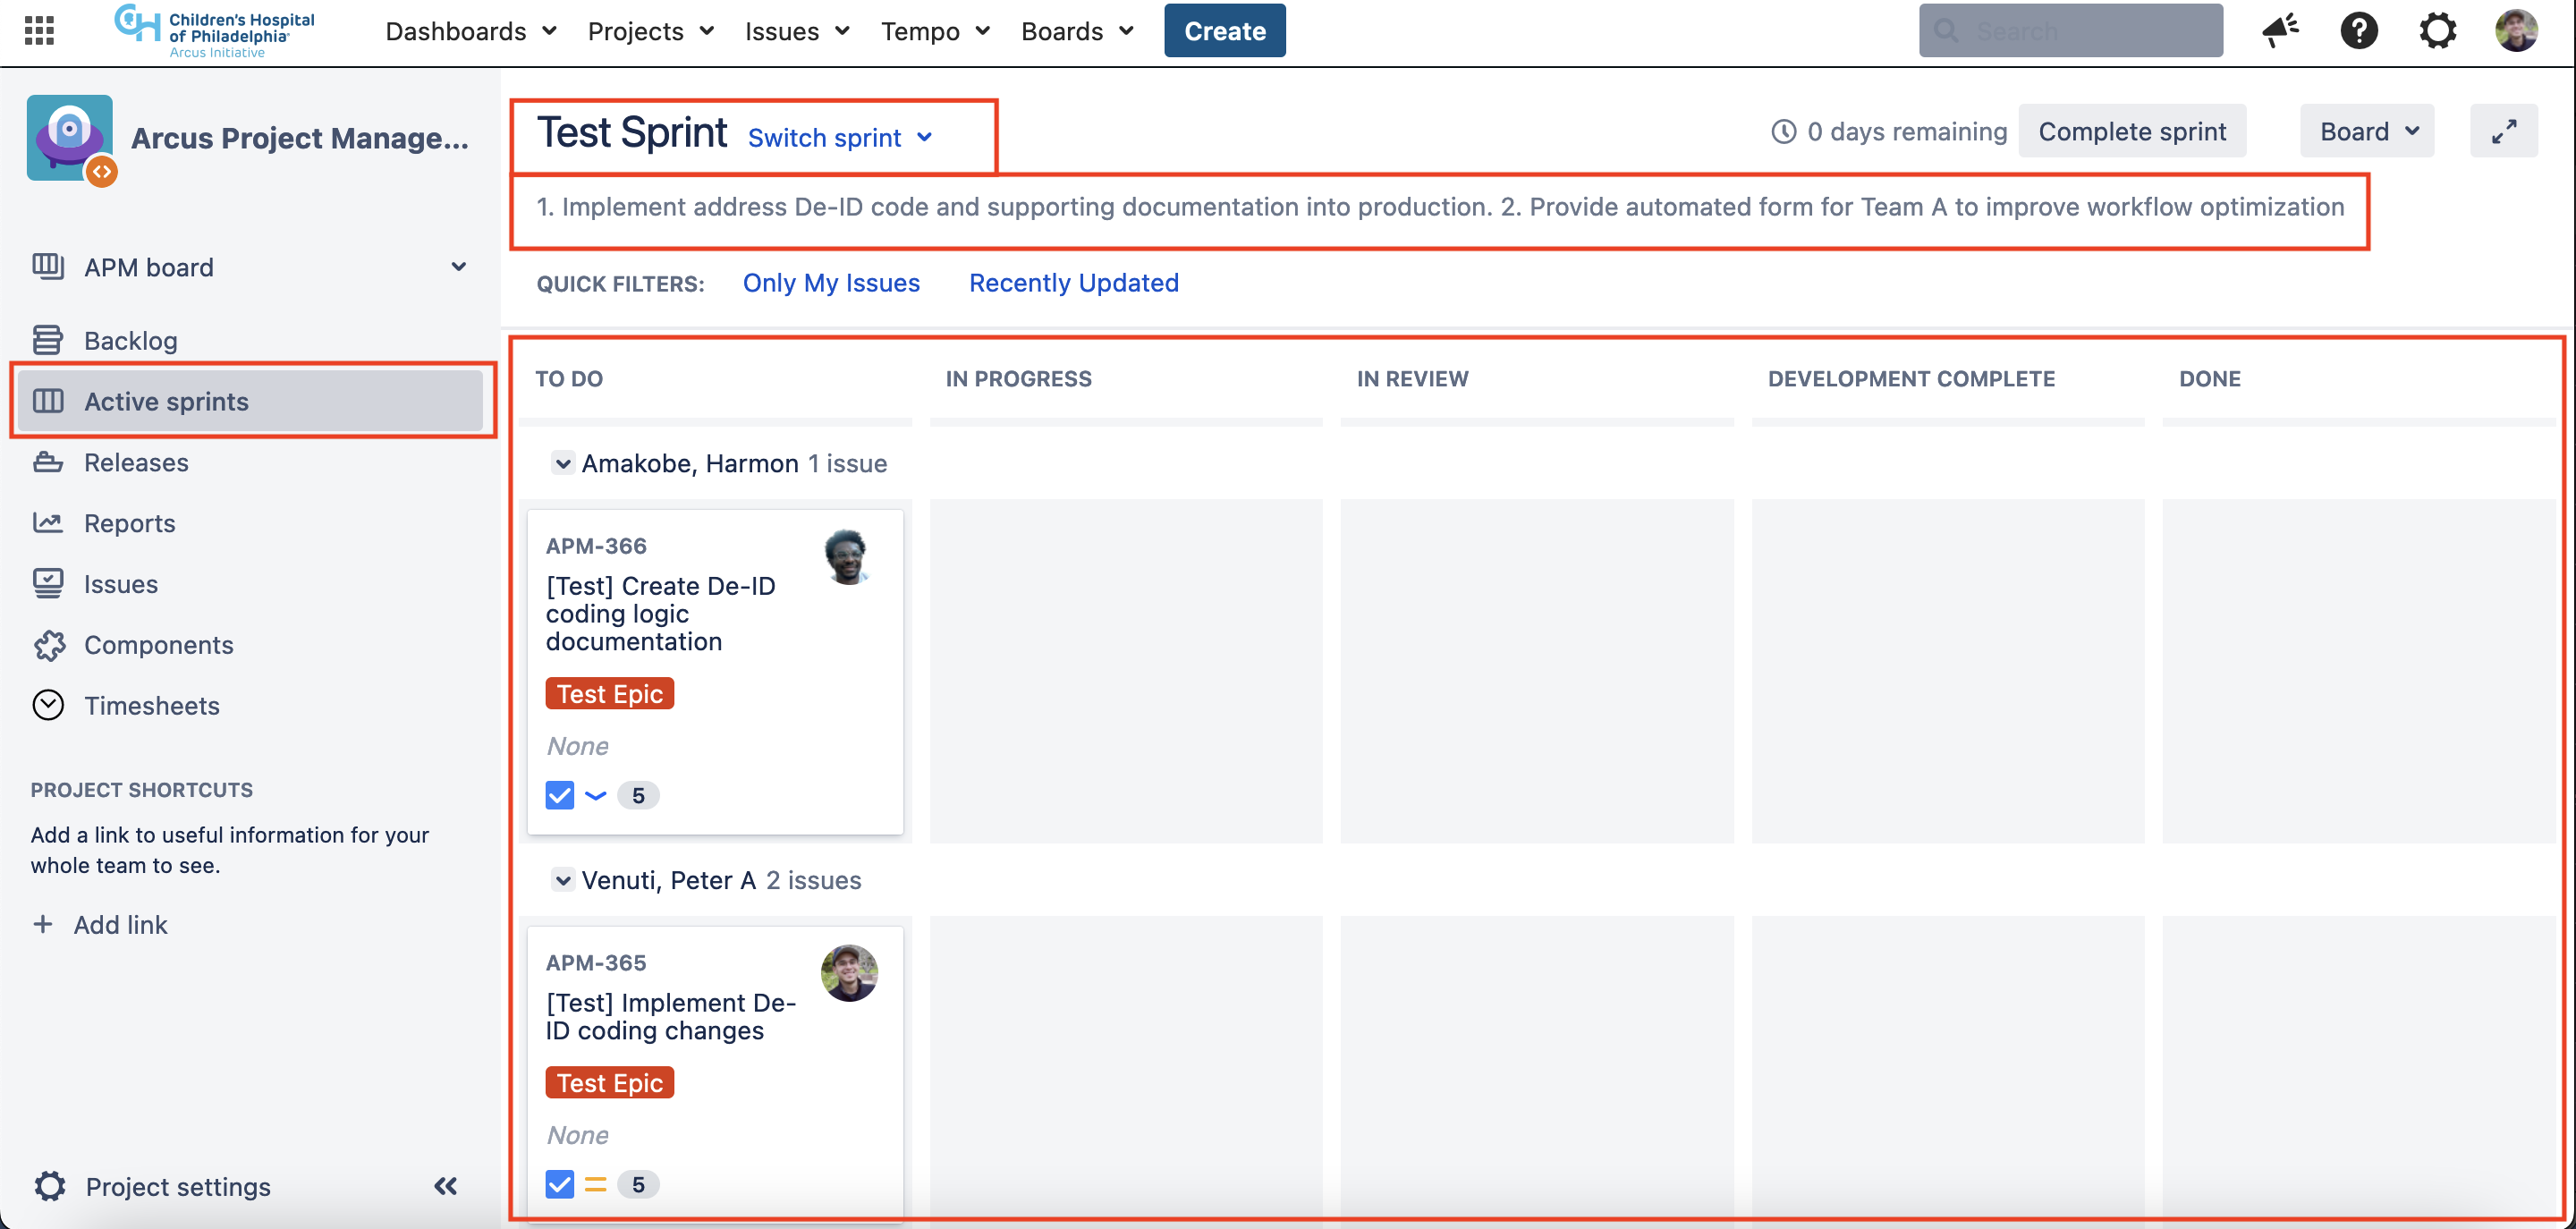 Children's Hospital
of Philadelphia
Arcus Initiative
Dashboards
Projects
Issues
Tempo
Boards
Create
Search
Arcus Project Manage...
APM board
Backlog
Active sprints
Releases
Reports
Issues
Components
Timesheets
PROJECT SHORTCUTS
Add a link to useful information for your
whole team to see.
+ Add link
Project settings
Test Sprint Switch sprint
0 days remaining
Complete sprint
Board
1. Implement address De-ID code and supporting documentation into production. 2. Provide automated form for Team A to improve workflow optimization
QUICK FILTERS: Only My Issues Recently Updated
TO DO
IN PROGRESS
IN REVIEW
DEVELOPMENT COMPLETE
DONE
Amakobe, Harmon 1 issue
APM-366
[Test] Create De-ID
coding logic
documentation
Test Epic
None
5
Venuti, Peter A 2 issues
APM-365
[Test] Implement De-
ID coding changes
Test Epic
None
5